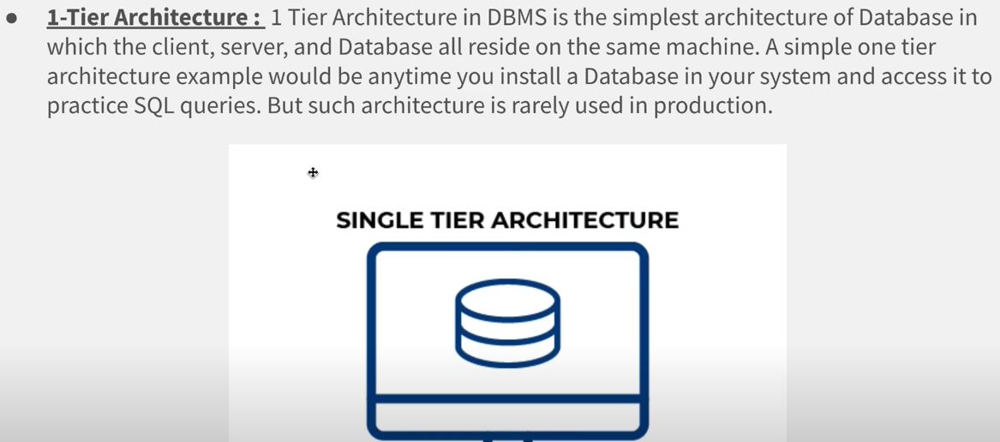 ● 1-Tier Architecture : 1 Tier Architecture in DBMS is the simplest architecture of Database in
which the client, server, and Database all reside on the same machine. A simple one tier
architecture example would be anytime you install a Database in your system and access it to
practice SQL queries. But such architecture is rarely used in production.
SINGLE TIER ARCHITECTURE